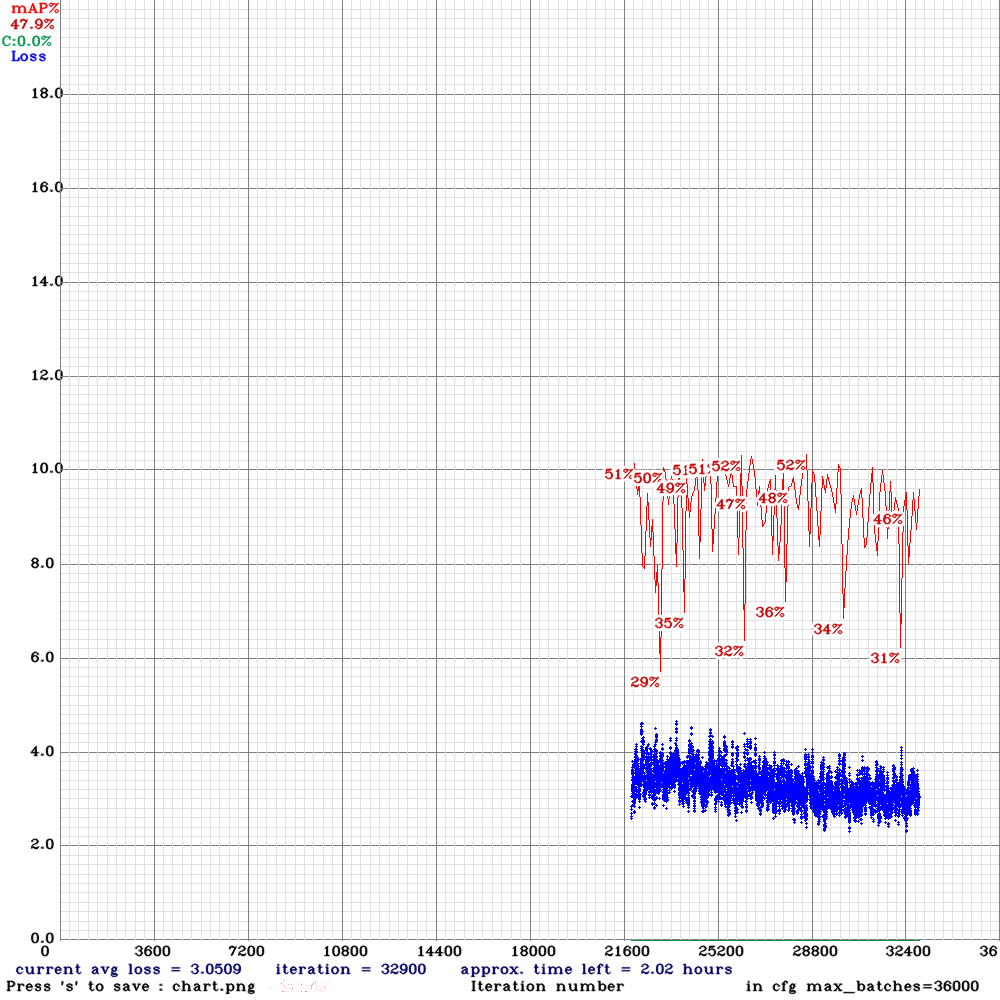 mAP%
47.9%
C:0.0%
Loss
18.0
16.0
14.0
12.0
10.0
51% 50% 49% 51 51% 52% 47% 48% 52% 46%
8.0
35% 32% 36% 34% 31%
6.0
29%
4.0
2.0
0.0
0 3600 7200 10800 14400 18000 21600 25200 28800 32400 36
current avg loss = 3.0509 iteration = 32900 approx. time left = 2.02 hours
Press 's' to save : chart.png Iteration number in cfg max_batches=36000